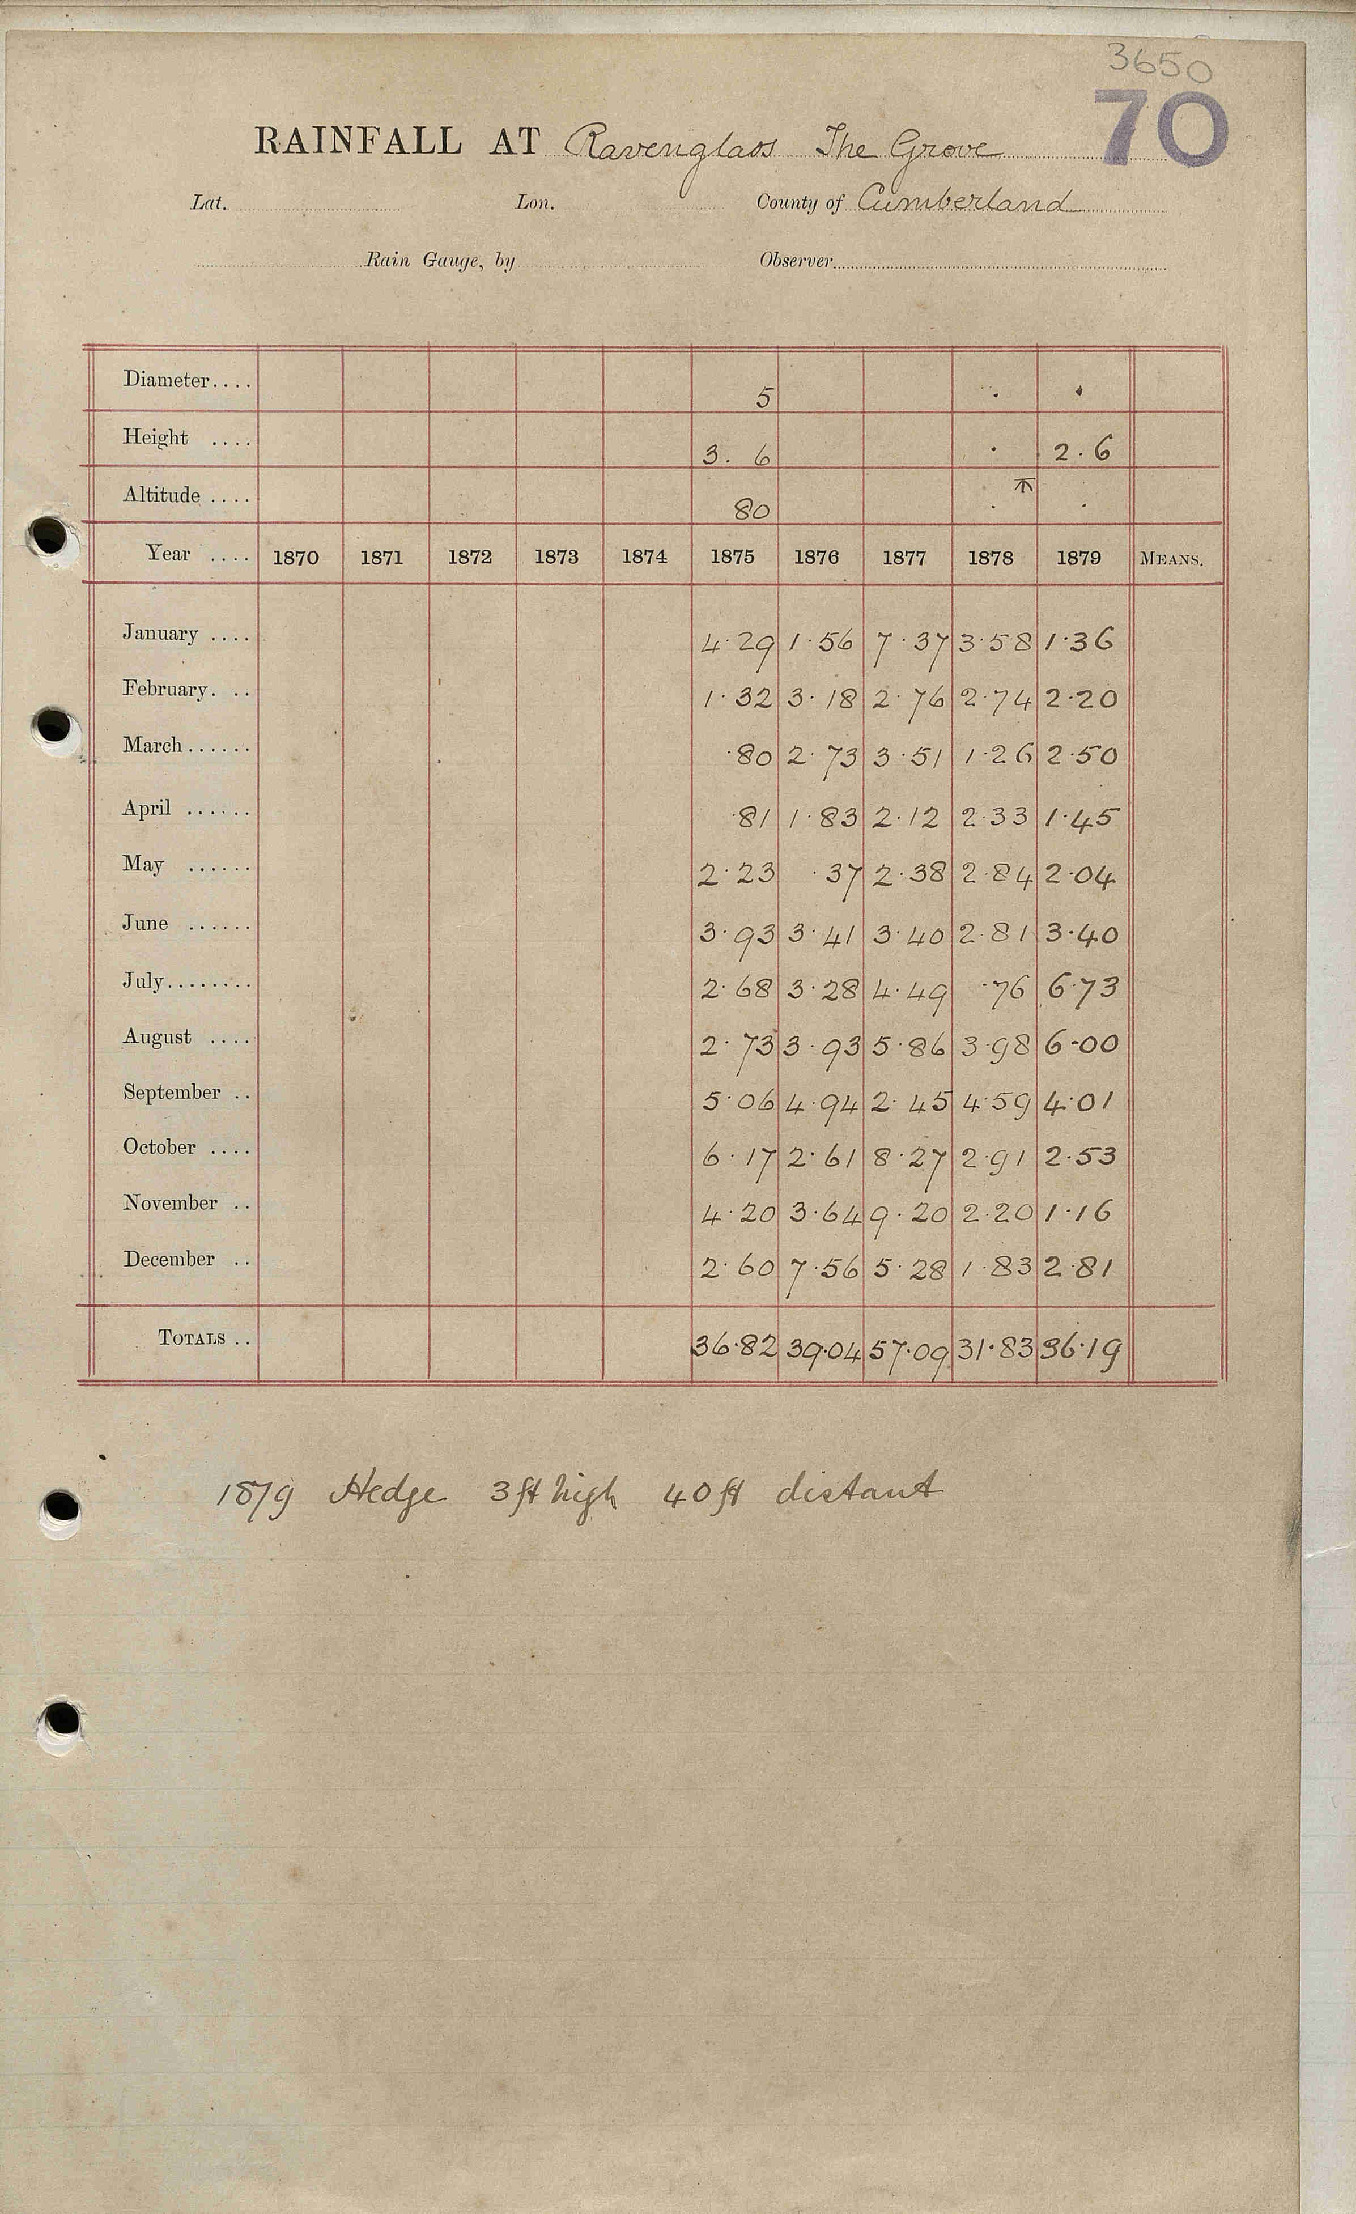 3650
70
RAINFALL AT Ravenglass The Grove
Lat. Lon. County of Cumberland
Rain Gauge, by Observer
Diameter.... 5 · ·
Height .... 3. 6 · 2.6
Altitude .... 80 · ·
Year .... 1870 1871 1872 1873 1874 1875 1876 1877 1878 1879 MEANS.
January .... 4.29 1.56 7.37 3.58 1.36
February. .. 1.32 3.18 2.76 2.74 2.20
March...... .80 2.73 3.51 1.26 2.50
April ...... .81 1.83 2.12 2.33 1.45
May ...... 2.23 .37 2.38 2.84 2.04
June ...... 3.93 3.41 3.40 2.81 3.40
July........ 2.68 3.28 4.49 .76 6.73
August .... 2.73 3.93 5.86 3.98 6.00
September .. 5.06 4.94 2.45 4.59 4.01
October .... 6.17 2.61 8.27 2.91 2.53
November .. 4.20 3.64 9.20 2.20 1.16
December .. 2.60 7.56 5.28 1.83 2.81
TOTALS .. 36.82 39.04 57.09 31.83 36.19
1879 Hedge 3ft high 40ft distant